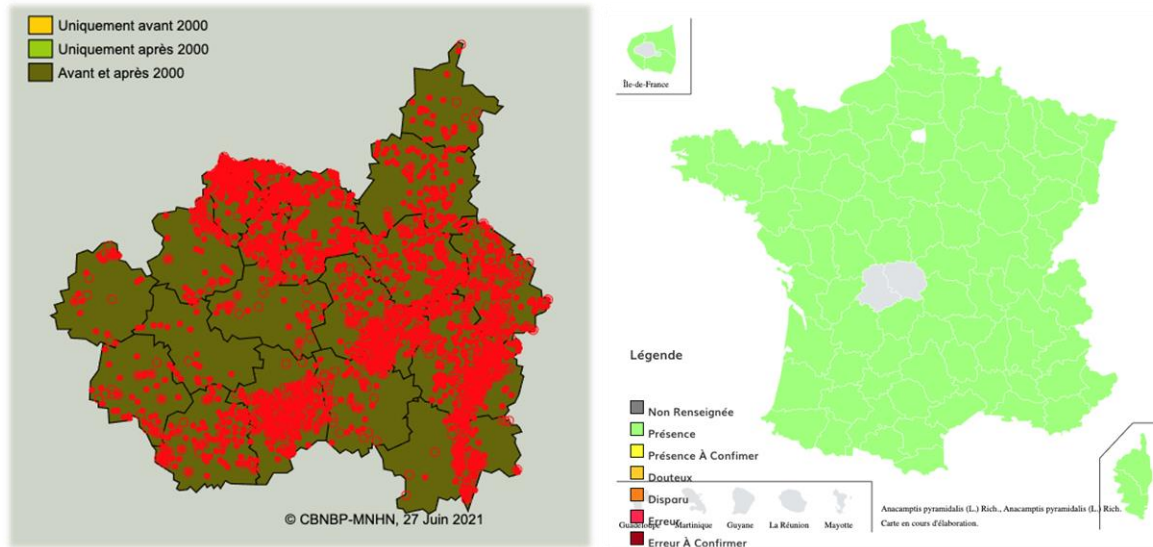 Uniquement avant 2000
Uniquement après 2000
Avant et après 2000
© CBNBP-MNHN, 27 Juin 2021
Île-de-France
Légende
Non Renseignée
Présence
Présence À Confimer
Douteux
Disparu
Erreur
Erreur À Confirmer
Guadeloupe
Martinique
Guyane
La Réunion
Mayotte
Anacamptis pyramidalis (L.) Rich., Anacamptis pyramidalis (L.) Rich.
Carte en cours d'élaboration.